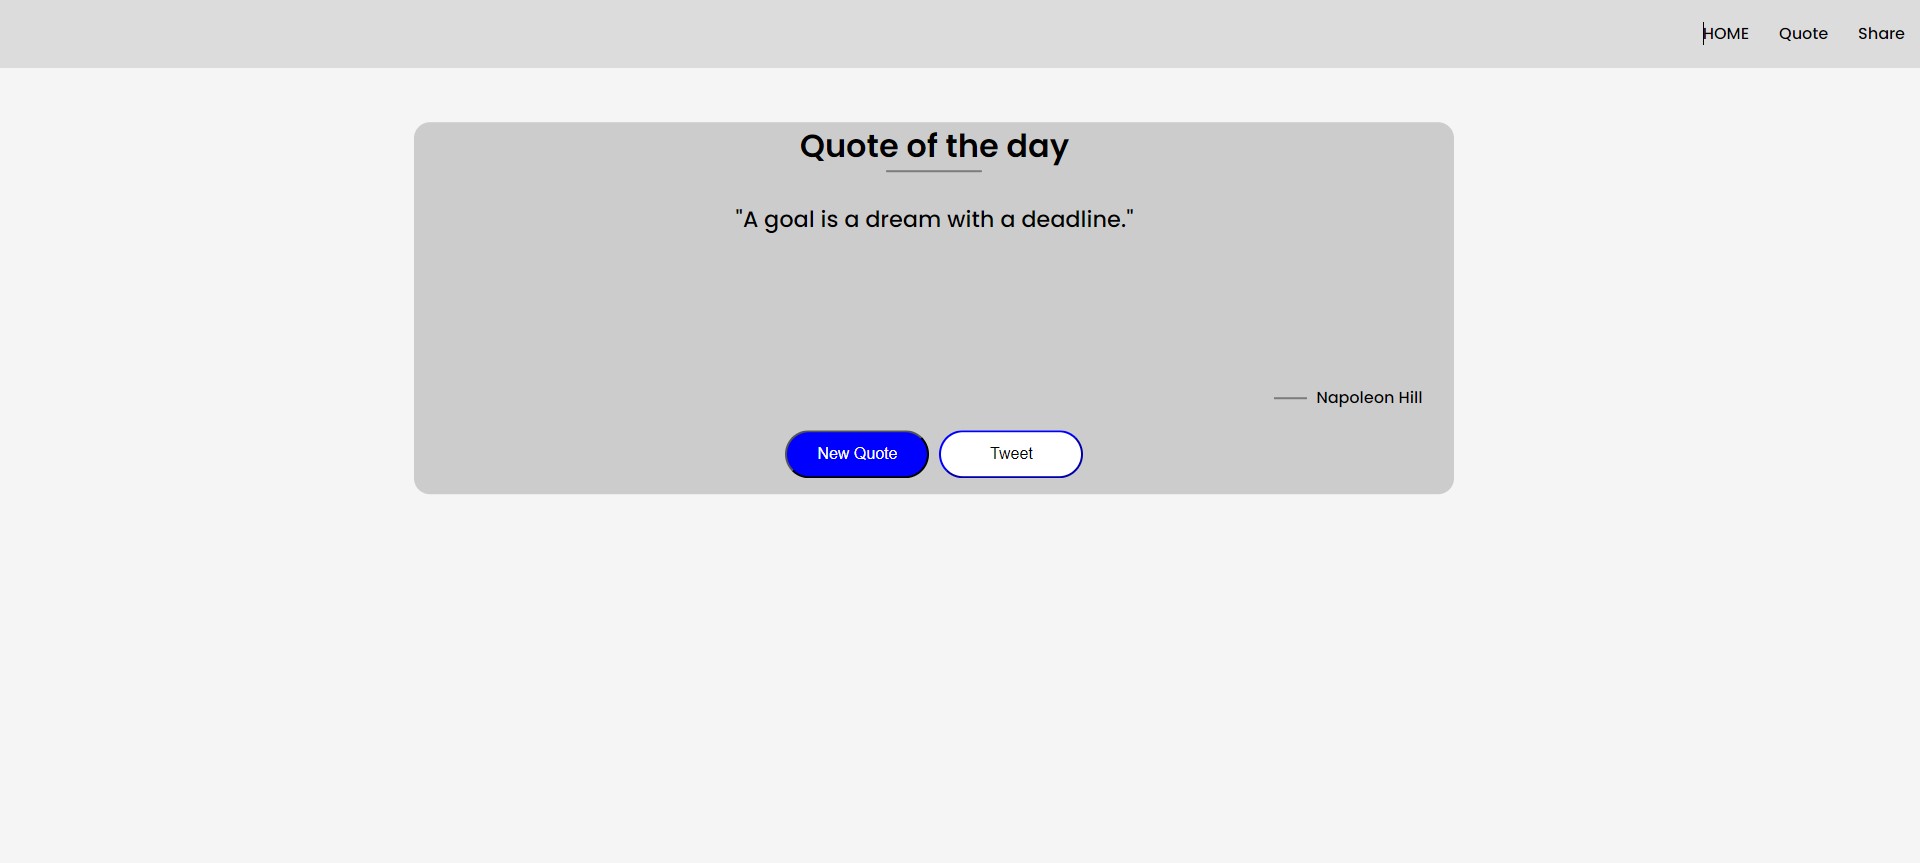 HOME Quote Share
Quote of the day
"A goal is a dream with a deadline."
Napoleon Hill
New Quote Tweet